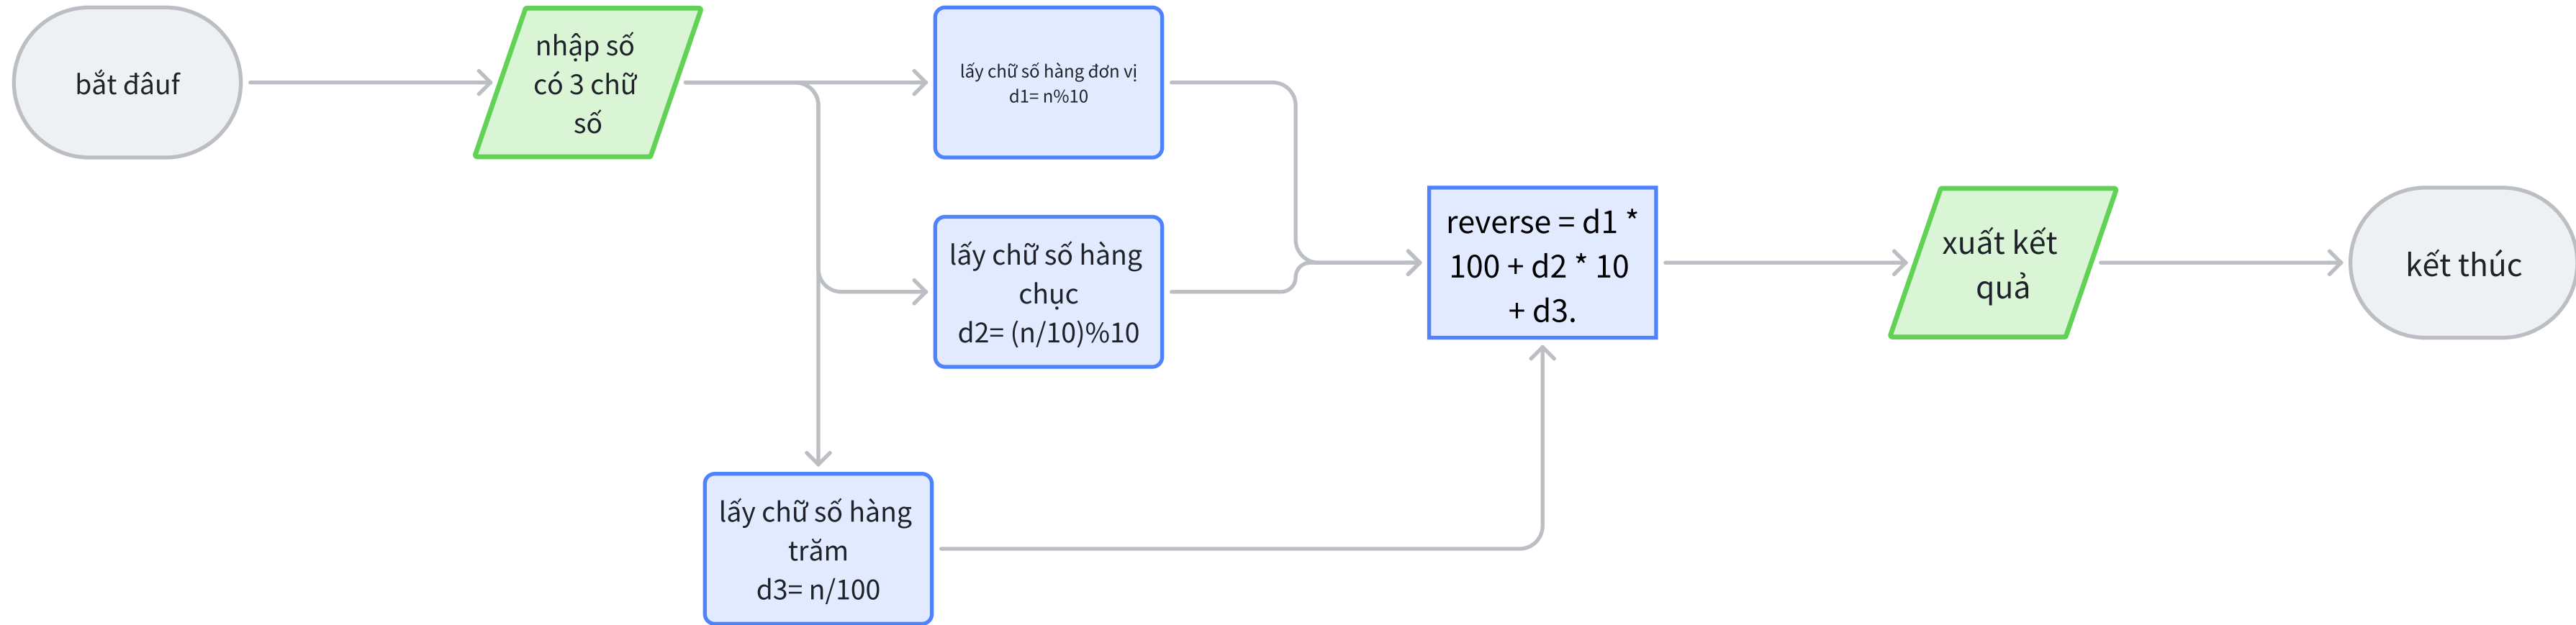 bắt đâuf
nhập số
có 3 chữ
số
lấy chữ số hàng đơn vị
d1= n%10
lấy chữ số hàng
chục
d2= (n/10)%10
lấy chữ số hàng
trăm
d3= n/100
reverse = d1 *
100 + d2 * 10
+ d3.
xuất kết
quả
kết thúc